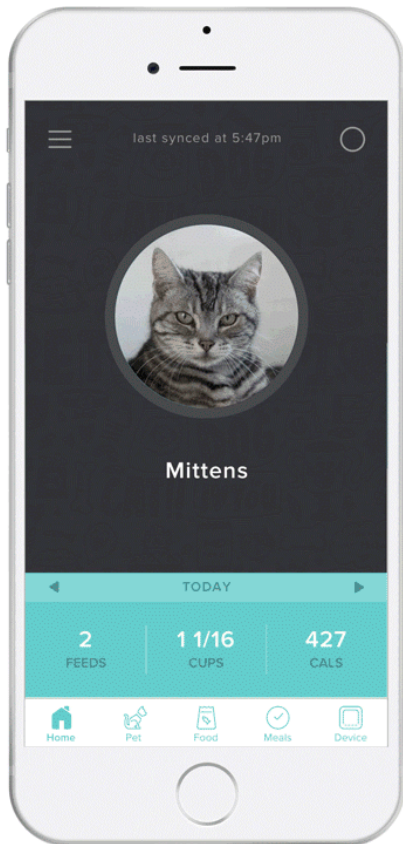 last synced at 5:47pm
Mittens
TODAY
2 1 1/16 427
FEEDS CUPS CALS
Home Pet Food Meals Device